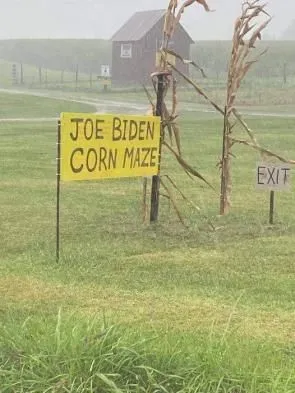 JOE BIDEN
CORN MAZE
EXIT